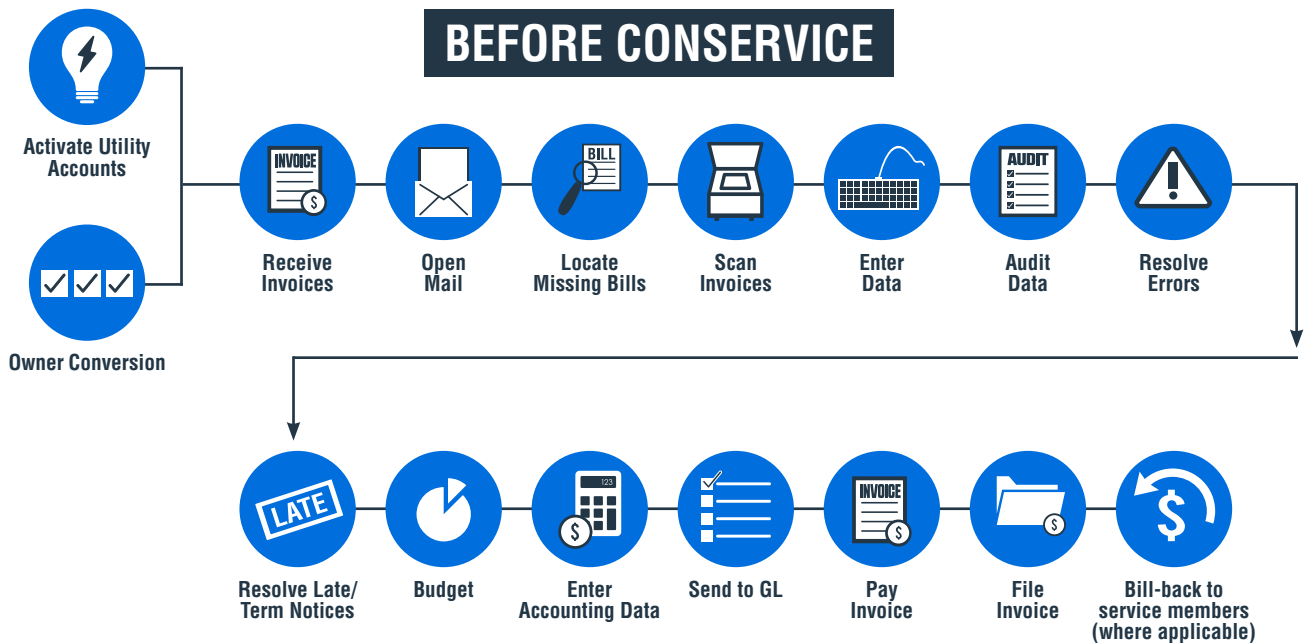 BEFORE CONSERVICE
Activate Utility
Accounts
Owner Conversion
INVOICE
$
Receive
Invoices
Open
Mail
BILL
Locate
Missing Bills
Scan
Invoices
Enter
Data
AUDIT
Audit
Data
Resolve
Errors
LATE
Resolve Late/
Term Notices
Budget
123
$
Enter
Accounting Data
Send to GL
INVOICE
$
Pay
Invoice
$
File
Invoice
$
Bill-back to
service members
(where applicable)